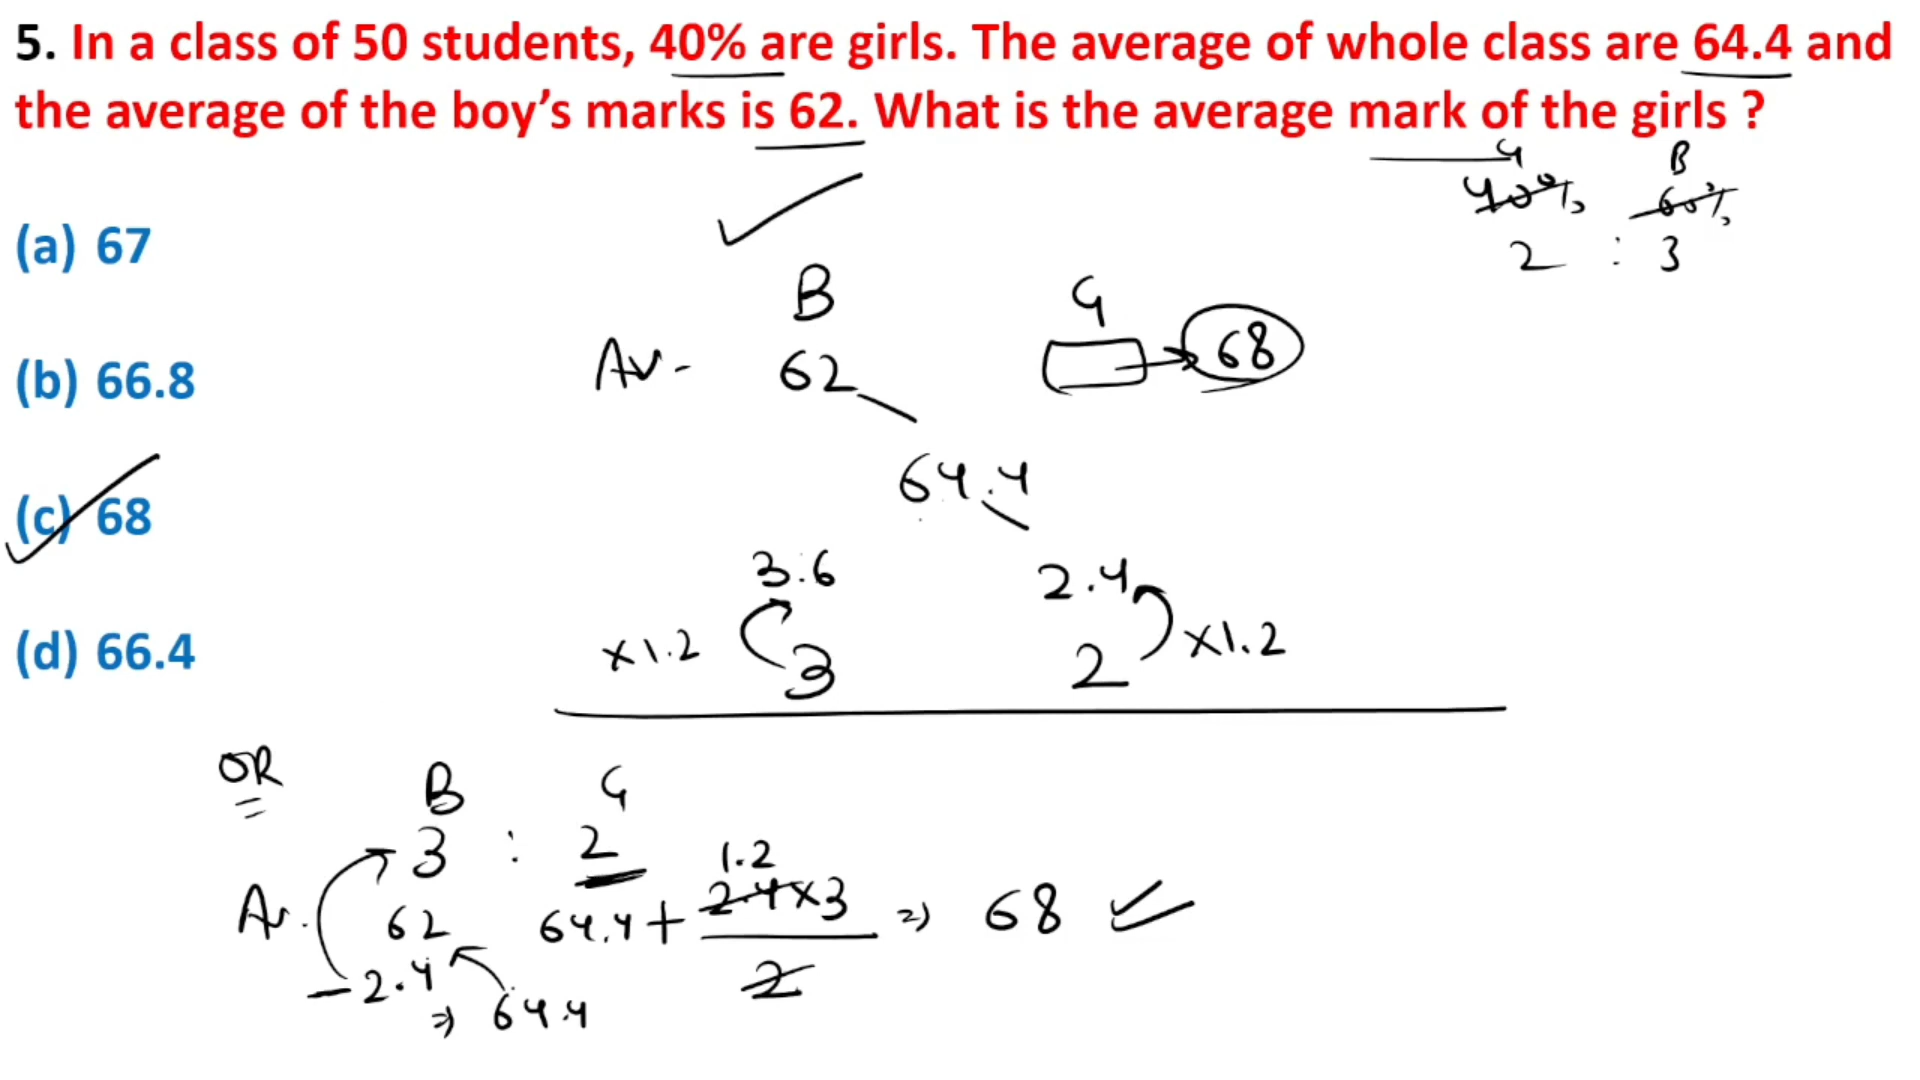 5. In a class of 50 students, 40% are girls. The average of whole class are 64.4 and
the average of the boy's marks is 62. What is the average mark of the girls ?
G B
40% 60%
2 : 3
(a) 67
(b) 66.8
(c) 68
(d) 66.4
B G
Av- 62 68
64.4
3.6 2.4
×1.2 3 2 ×1.2
OR
B G
3 : 2
Av. 62 64.4 + 2.4×3 ⇒ 68
1.2
2
-2.4
⇒ 64.4